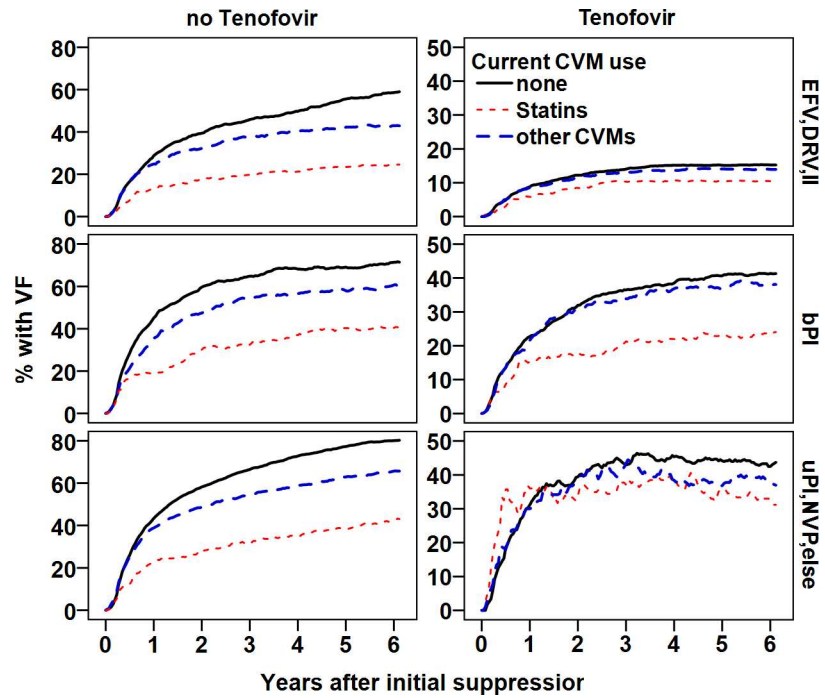 no Tenofovir
Tenofovir
80
60
40
20
0
50
40
30
20
10
0
Current CVM use
none
Statins
other CVMs
EFV,DRV,II
80
60
40
20
0
50
40
30
20
10
0
bPI
% with VF
80
60
40
20
0
50
40
30
20
10
0
uPI,NVP,else
0 1 2 3 4 5 6
0 1 2 3 4 5 6
Years after initial suppressior